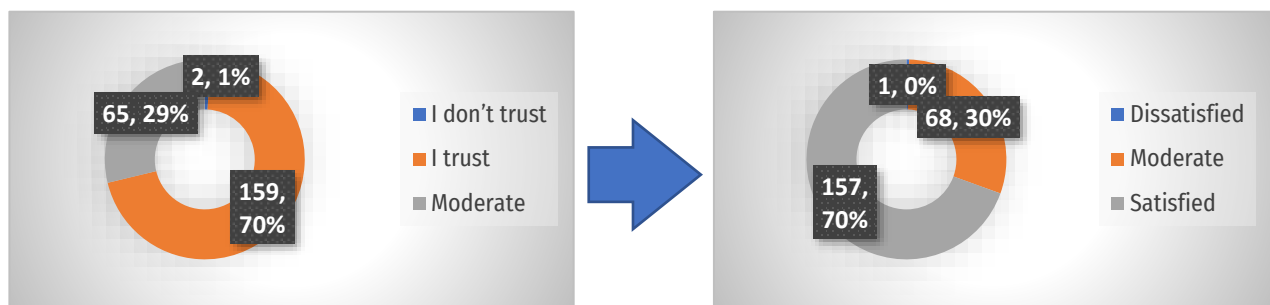 2, 1%
65, 29%
159,
70%
I don't trust
I trust
Moderate
1, 0%
68, 30%
157,
70%
Dissatisfied
Moderate
Satisfied